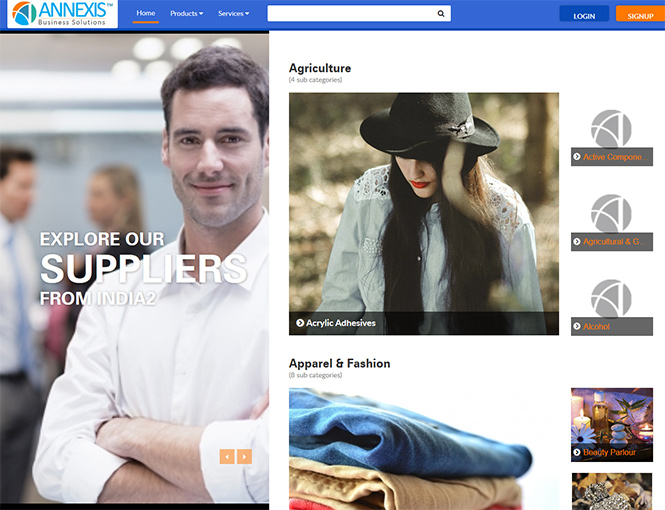 ANNEXIS™
Business Solutions
Home
Products
Services
LOGIN
SIGNUP
EXPLORE OUR
SUPPLIERS
FROM INDIA2
Agriculture
(4 sub categories)
Acrylic Adhesives
Active Compone...
Agricultural & G...
Alcohol
Apparel & Fashion
(8 sub categories)
Beauty Parlour